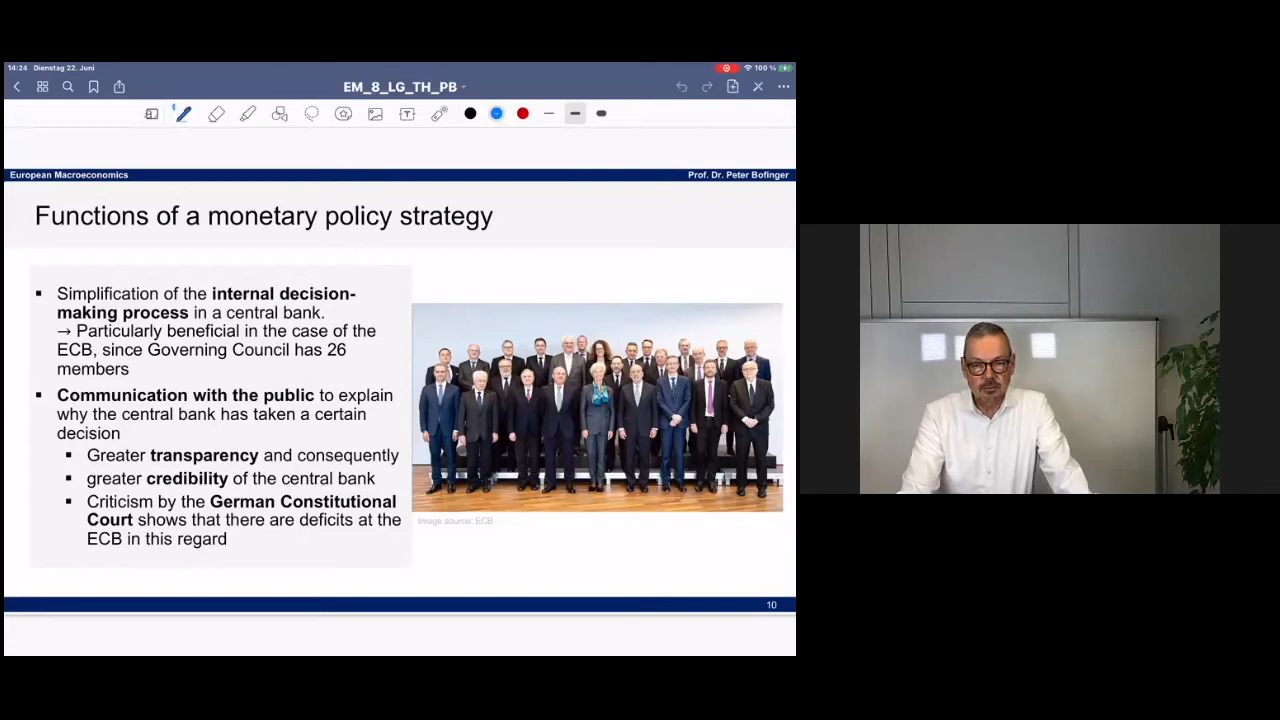 14:24 Dienstag 22. Juni
100 %
EM_8_LG_TH_PB
European Macroeconomics
Prof. Dr. Peter Bofinger
Functions of a monetary policy strategy
▪ Simplification of the internal decision-
making process in a central bank.
→ Particularly beneficial in the case of the
ECB, since Governing Council has 26
members
▪ Communication with the public to explain
why the central bank has taken a certain
decision
▪ Greater transparency and consequently
▪ greater credibility of the central bank
▪ Criticism by the German Constitutional
Court shows that there are deficits at the
ECB in this regard
Image source: ECB
10